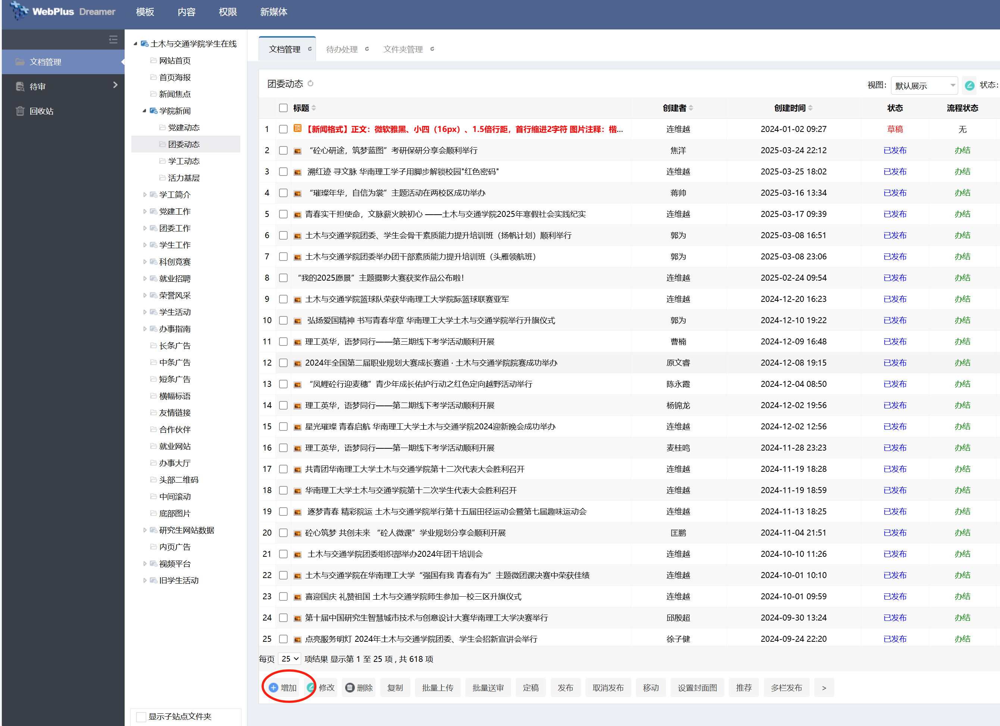 WebPlus Dreamer 模板 内容 权限 新媒体
文档管理
待审
回收站
土木与交通学院学生在线
网站首页
首页海报
新闻焦点
学院新闻
党建动态
团委动态
学工动态
活力基层
学工简介
党建工作
团委工作
学生工作
科创竞赛
就业招聘
荣誉风采
学生活动
办事指南
长条广告
中条广告
短条广告
横幅标语
友情链接
合作伙伴
就业网站
办事大厅
头部二维码
中间滚动
底部图片
研究生网站数据
内页广告
视频平台
旧学生活动
显示子站点文件夹
文档管理 待办处理 文件夹管理
团委动态 视图： 默认展示 状态：
标题 创建者 创建时间 状态 流程状态
1 顶 【新闻格式】正文：微软雅黑、小四（16px）、1.5倍行距，首行缩进2字符 图片注释：楷... 连维越 2024-01-02 09:27 草稿 无
2 “砼心研途，筑梦蓝图”考研保研分享会顺利举行 焦洋 2025-03-24 22:12 已发布 办结
3 溯红迹 寻文脉 华南理工学子用脚步解锁校园"红色密码" 连维越 2025-03-25 18:02 已发布 办结
4 “璀璨年华，自信为裳”主题活动在两校区成功举办 蒋帅 2025-03-16 13:34 已发布 办结
5 青春实干担使命，文脉薪火映初心 ——土木与交通学院2025年寒假社会实践纪实 连维越 2025-03-17 09:39 已发布 办结
6 土木与交通学院团委、学生会骨干素质能力提升培训班（扬帆计划）顺利举行 郭为 2025-03-08 16:51 已发布 办结
7 土木与交通学院团委举办团干部素质能力提升培训班（头雁领航班） 郭为 2025-03-08 23:06 已发布 办结
8 “我的2025愿景”主题摄影大赛获奖作品公布啦！ 连维越 2025-02-24 09:54 已发布 办结
9 土木与交通学院篮球队荣获华南理工大学院际篮球联赛亚军 连维越 2024-12-20 16:23 已发布 办结
10 弘扬爱国精神 书写青春华章 华南理工大学土木与交通学院举行升旗仪式 郭为 2024-12-10 19:22 已发布 办结
11 理工英华，语梦同行——第三期线下考学活动顺利开展 曹楠 2024-12-09 16:48 已发布 办结
12 2024年全国第二届职业规划大赛成长赛道 · 土木与交通学院院赛成功举办 原文睿 2024-12-08 19:15 已发布 办结
13 “凤鲤砼行迎麦穗”青少年成长佑护行动之红色定向越野活动举行 陈永霞 2024-12-04 08:50 已发布 办结
14 理工英华，语梦同行——第二期线下考学活动顺利开展 杨锦龙 2024-12-02 19:56 已发布 办结
15 星光璀璨 青春启航 华南理工大学土木与交通学院2024迎新晚会成功举办 连维越 2024-12-02 12:56 已发布 办结
16 理工英华，语梦同行——第一期线下考学活动顺利开展 麦桂鸣 2024-11-28 23:23 已发布 办结
17 共青团华南理工大学土木与交通学院第十二次代表大会胜利召开 连维越 2024-11-19 18:28 已发布 办结
18 华南理工大学土木与交通学院第十二次学生代表大会胜利召开 连维越 2024-11-19 18:59 已发布 办结
19 逐梦青春 精彩院运 土木与交通学院举行第十五届田径运动会暨第七届趣味运动会 连维越 2024-11-13 18:25 已发布 办结
20 砼心筑梦 共创未来 “砼人微课”学业规划分享会顺利开展 匡鹏 2024-11-04 21:51 已发布 办结
21 土木与交通学院团委组织部举办2024年团干培训会 连维越 2024-10-10 11:26 已发布 办结
22 土木与交通学院在华南理工大学“强国有我 青春有为”主题微团课决赛中荣获佳绩 连维越 2024-10-01 10:10 已发布 办结
23 喜迎国庆 礼赞祖国 土木与交通学院师生参加一校三区升旗仪式 连维越 2024-10-01 09:59 已发布 办结
24 第十届中国研究生智慧城市技术与创意设计大赛华南理工大学决赛举行 邱殷超 2024-09-30 13:24 已发布 办结
25 点亮服务明灯 2024年土木与交通学院团委、学生会招新宣讲会举行 徐子健 2024-09-24 22:20 已发布 办结
每页 25 项结果 显示第 1 至 25 项 , 共 618 项
增加 修改 删除 复制 批量上传 批量送审 定稿 发布 取消发布 移动 设置封面图 推荐 多栏发布 >